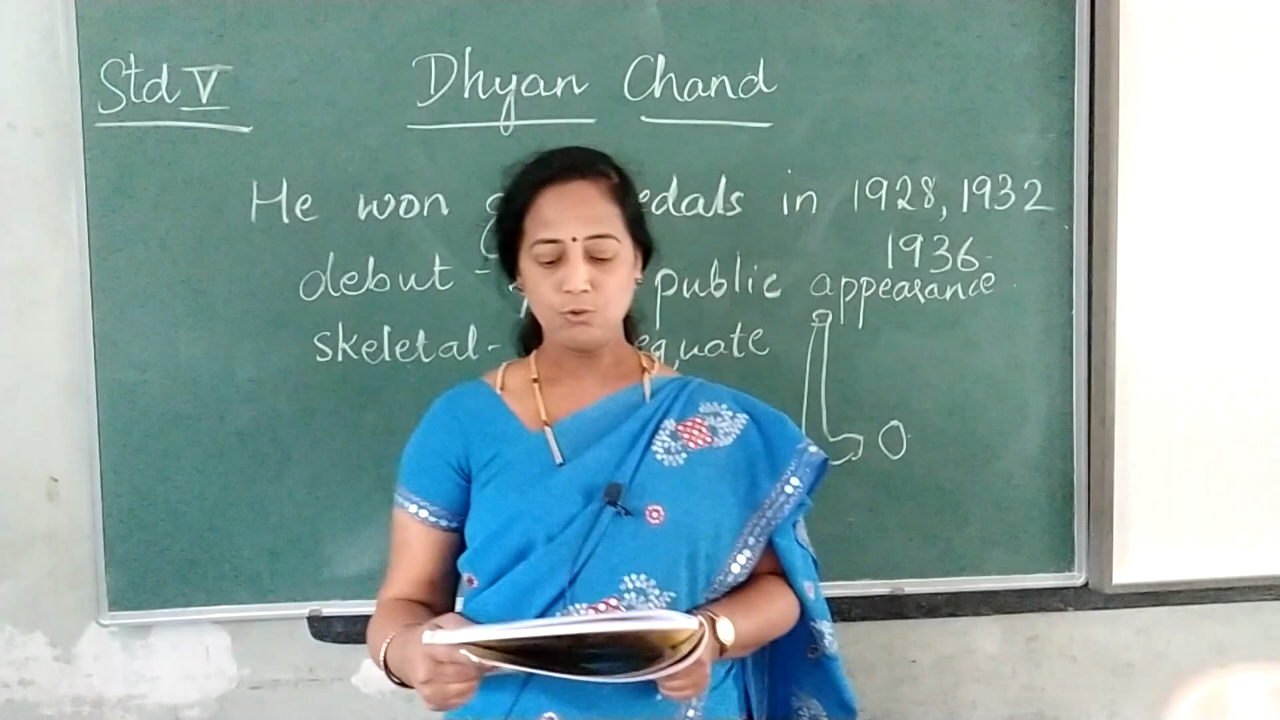 Std V
Dhyan Chand
He won edals in 1928, 1932
1936.
debut - public appearance.
skeletal- equate